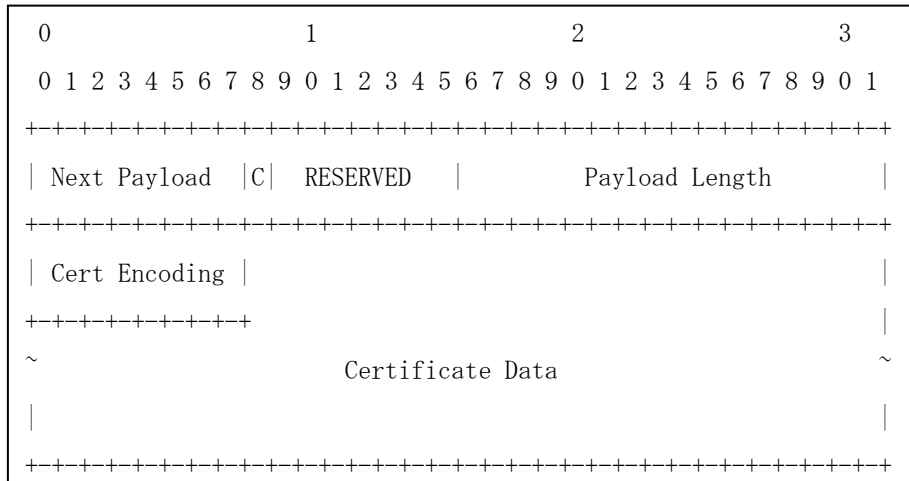 0                   1                   2                   3
0 1 2 3 4 5 6 7 8 9 0 1 2 3 4 5 6 7 8 9 0 1 2 3 4 5 6 7 8 9 0 1
+-+-+-+-+-+-+-+-+-+-+-+-+-+-+-+-+-+-+-+-+-+-+-+-+-+-+-+-+-+-+-+-+
| Next Payload  |C|  RESERVED   |         Payload Length        |
+-+-+-+-+-+-+-+-+-+-+-+-+-+-+-+-+-+-+-+-+-+-+-+-+-+-+-+-+-+-+-+-+
| Cert Encoding |                                               |
+-+-+-+-+-+-+-+-+                                               |
~                       Certificate Data                        ~
|                                                               |
+-+-+-+-+-+-+-+-+-+-+-+-+-+-+-+-+-+-+-+-+-+-+-+-+-+-+-+-+-+-+-+-+